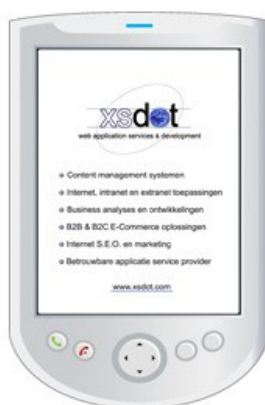 xsdot
web application services & development
Content management systemen
Internet, intranet en extranet toepassingen
Business analyses en ontwikkelingen
B2B & B2C E-Commerce oplossingen
Internet S.E.O. en marketing
Betrouwbare applicatie service provider
www.xsdot.com